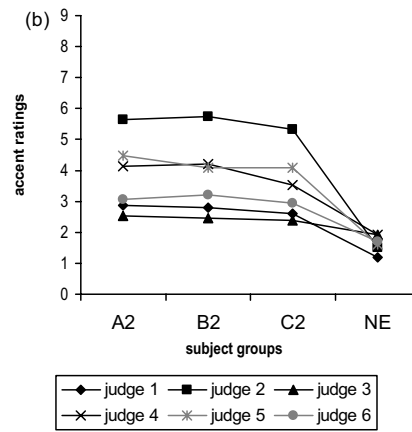 (b)
accent ratings
9
8
7
6
5
4
3
2
1
0
A2 B2 C2 NE
subject groups
judge 1 judge 2 judge 3
judge 4 judge 5 judge 6